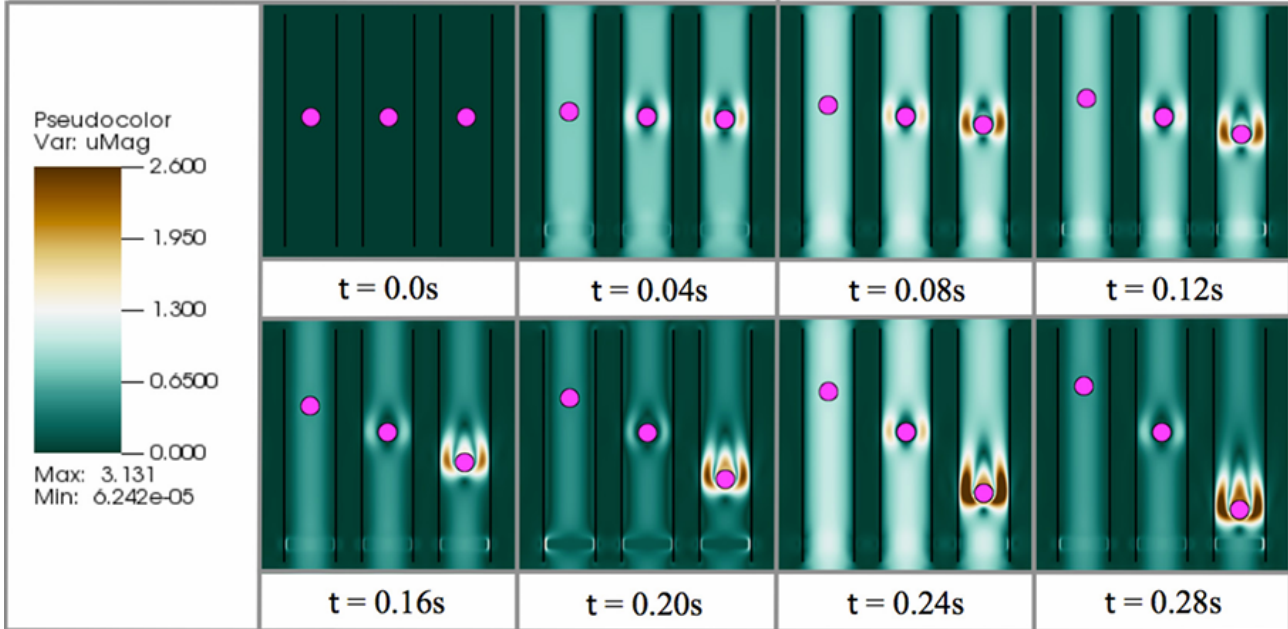 Pseudocolor
Var: uMag
2.600
1.950
1.300
0.6500
0.000
Max: 3.131
Min: 6.242e-05
t = 0.0s
t = 0.04s
t = 0.08s
t = 0.12s
t = 0.16s
t = 0.20s
t = 0.24s
t = 0.28s